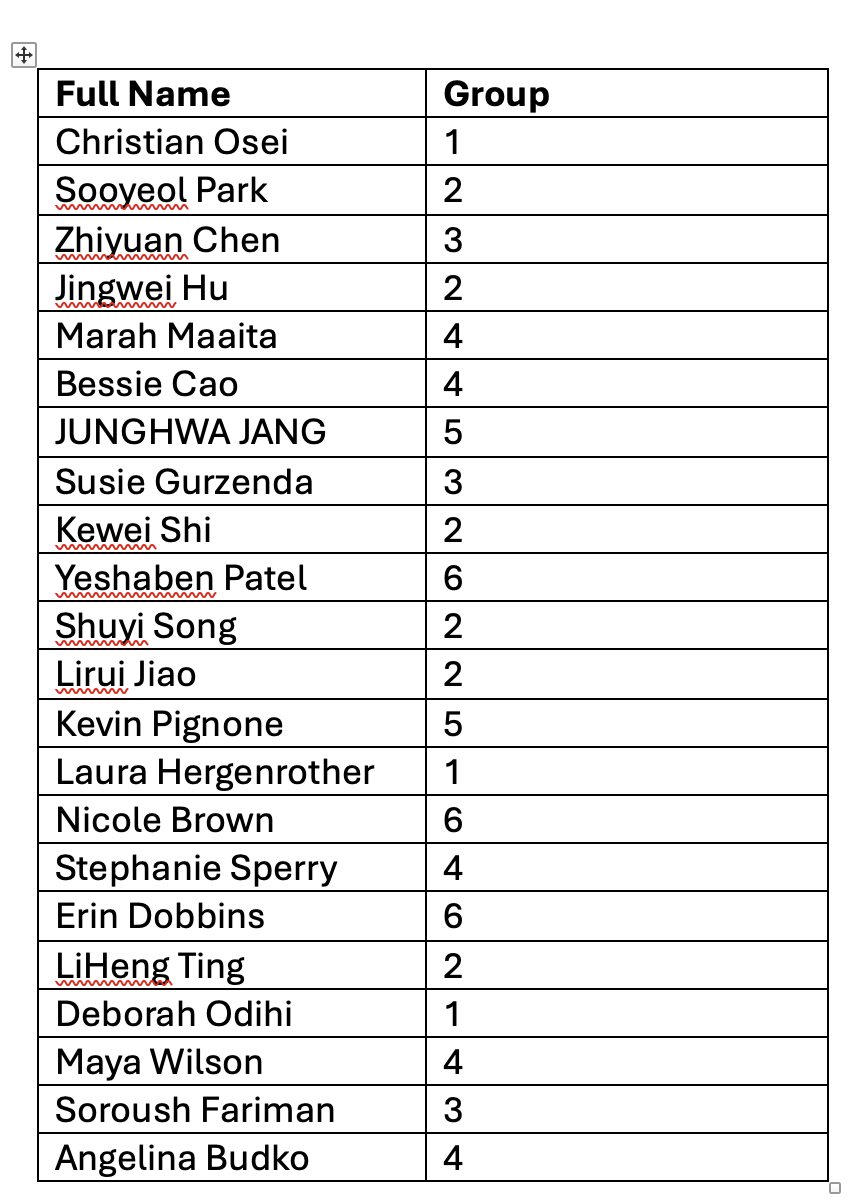 Full Name Group
Christian Osei 1
Sooyeol Park 2
Zhiyuan Chen 3
Jingwei Hu 2
Marah Maaita 4
Bessie Cao 4
JUNGHWA JANG 5
Susie Gurzenda 3
Kewei Shi 2
Yeshaben Patel 6
Shuyi Song 2
Lirui Jiao 2
Kevin Pignone 5
Laura Hergenrother 1
Nicole Brown 6
Stephanie Sperry 4
Erin Dobbins 6
LiHeng Ting 2
Deborah Odihi 1
Maya Wilson 4
Soroush Fariman 3
Angelina Budko 4